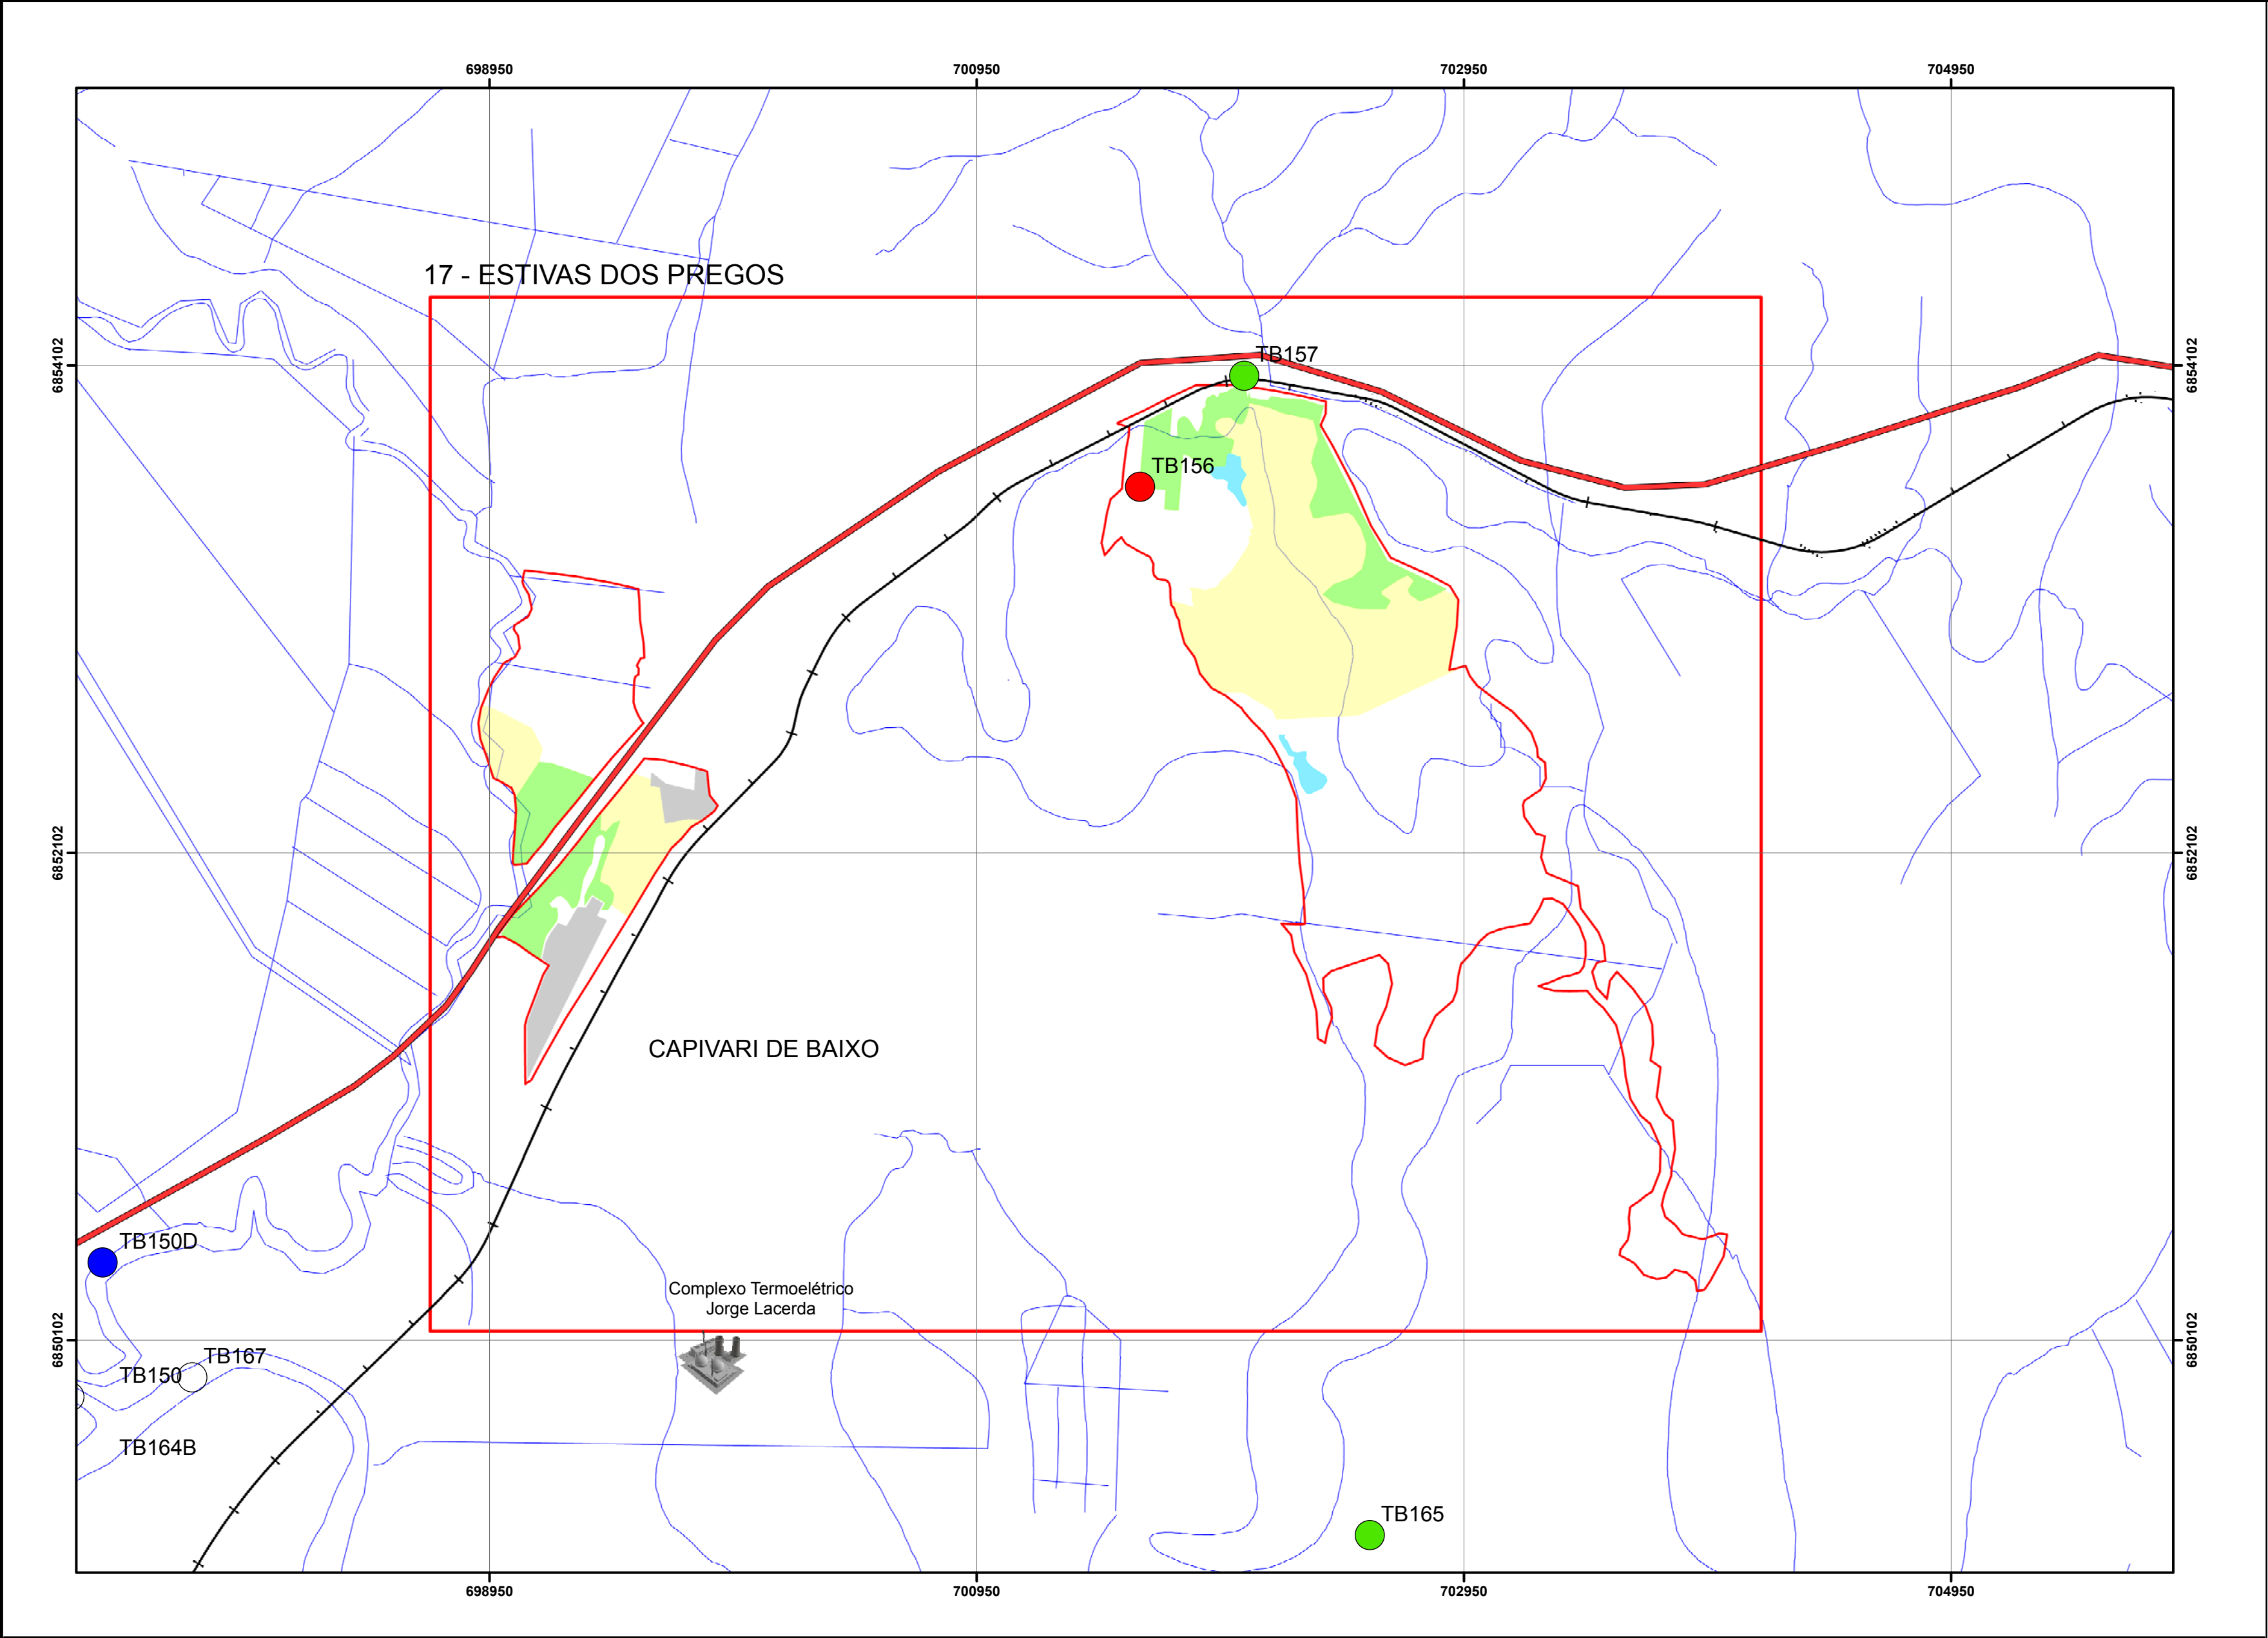 698950
700950
702950
704950
17 - ESTIVAS DOS PREGOS
6854102
TB157
6854102
TB156
6852102
6852102
CAPIVARI DE BAIXO
TB150D
Complexo Termoelétrico
Jorge Lacerda
6850102
6850102
TB167
TB150
TB164B
TB165
698950
700950
702950
704950